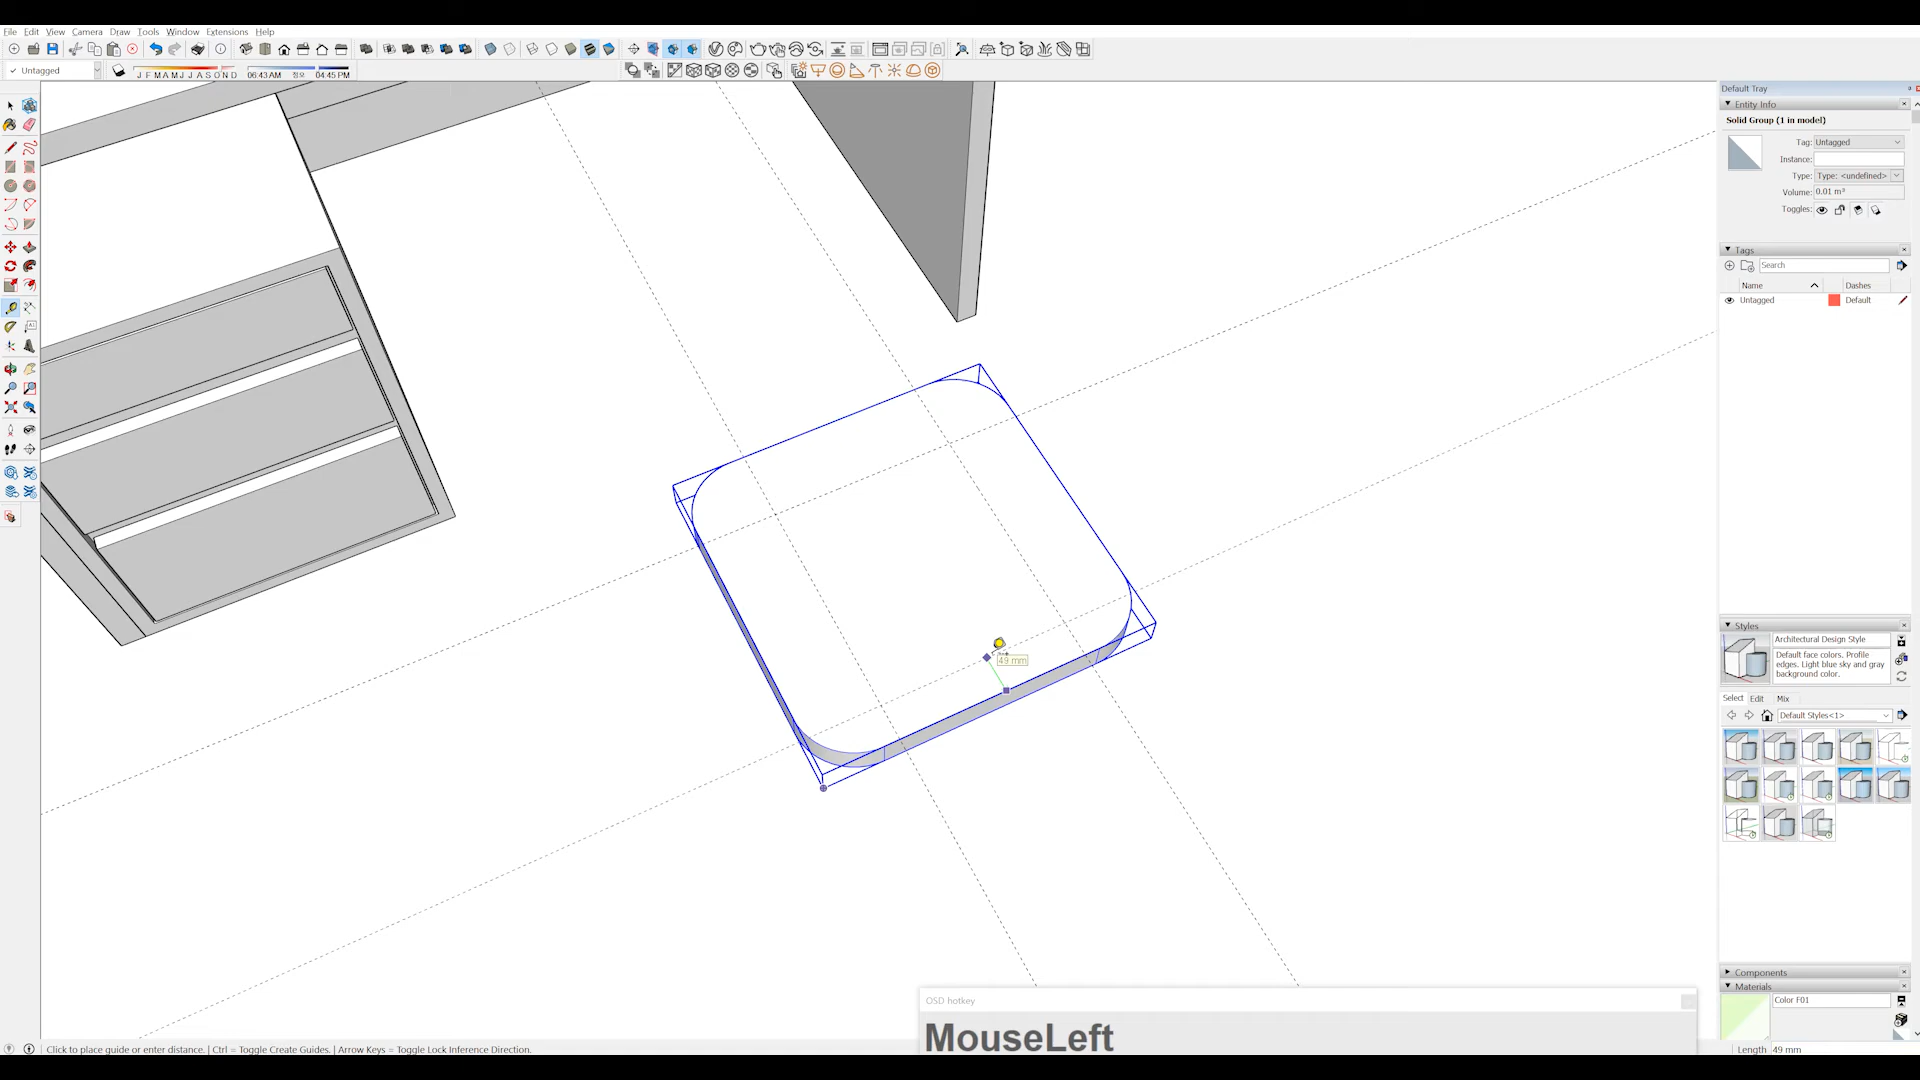 File Edit View Camera Draw Tools Window Extensions Help
Untagged
J F M A M J J A S O N D 06:43 AM 정오 04:45 PM
Default Tray
Entity Info
Solid Group (1 in model)
Tag: Untagged
Instance:
Type: Type: <undefined>
Volume: 0.01 m³
Toggles:
Tags
Search
Name Dashes
Untagged Default
49 mm
Styles
Architectural Design Style
Default face colors. Profile
edges. Light blue sky and gray
background color.
Select Edit Mix
Default Styles<1>
Components
Materials
Color F01
OSD hotkey
MouseLeft
Click to place guide or enter distance. | Ctrl = Toggle Create Guides. | Arrow Keys = Toggle Lock Inference Direction.
Length 49 mm